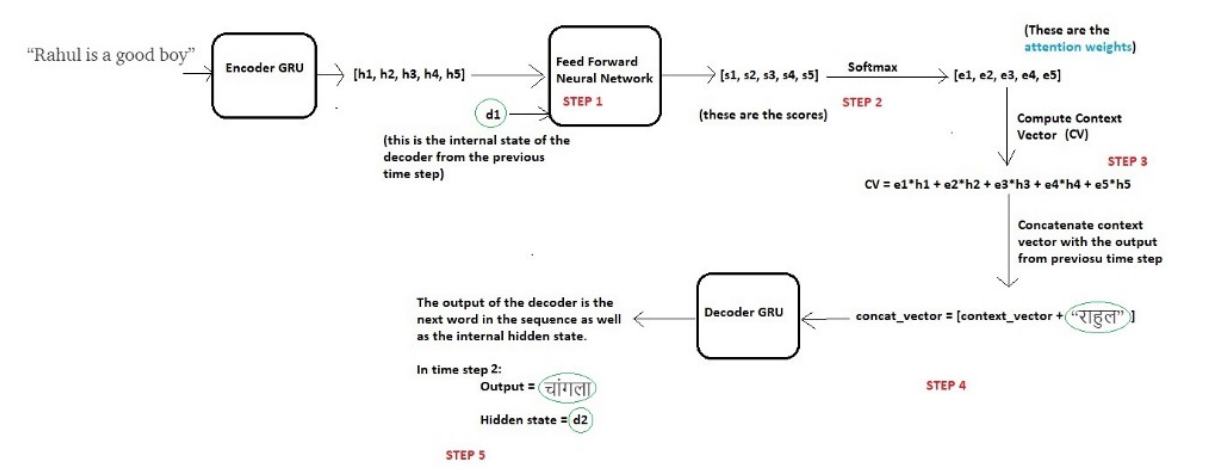 "Rahul is a good boy"
Encoder GRU
[h1, h2, h3, h4, h5]
d1
(this is the internal state of the
decoder from the previous
time step)
Feed Forward
Neural Network
STEP 1
[s1, s2, s3, s4, s5]
(these are the scores)
Softmax
STEP 2
(These are the
attention weights)
[e1, e2, e3, e4, e5]
Compute Context
Vector (CV)
STEP 3
CV = e1*h1 + e2*h2 + e3*h3 + e4*h4 + e5*h5
Concatenate context
vector with the output
from previosu time step
concat_vector = [context_vector + "राहुल"]
STEP 4
Decoder GRU
The output of the decoder is the
next word in the sequence as well
as the internal hidden state.
In time step 2:
Output = चांगला
Hidden state = d2
STEP 5